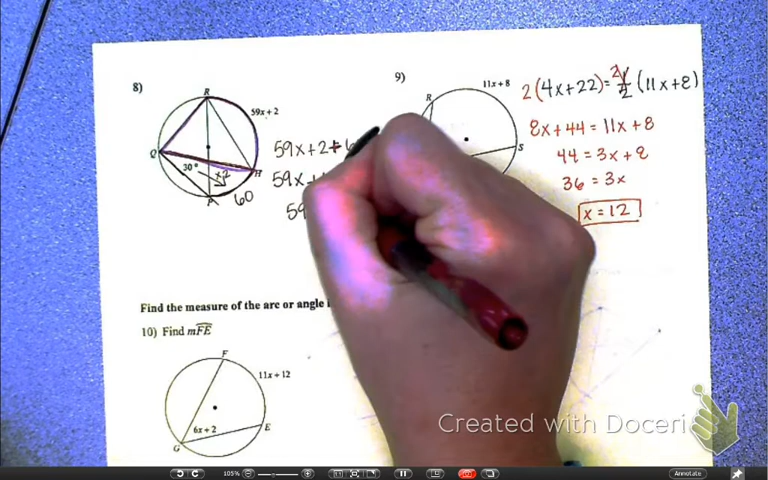 8)
R
59x + 2
Q
30°
x2
H
A
60
59x+2+6
59x
59
9)
R
11x + 8
S
2(4x+22)=2 1/2 (11x+8)
8x+44 = 11x+8
44 = 3x+8
36 = 3x
x = 12
Find the measure of the arc or angle
10) Find mFE
F
11x + 12
6x + 2
G
E
Created with Doceri
105%
Annotate